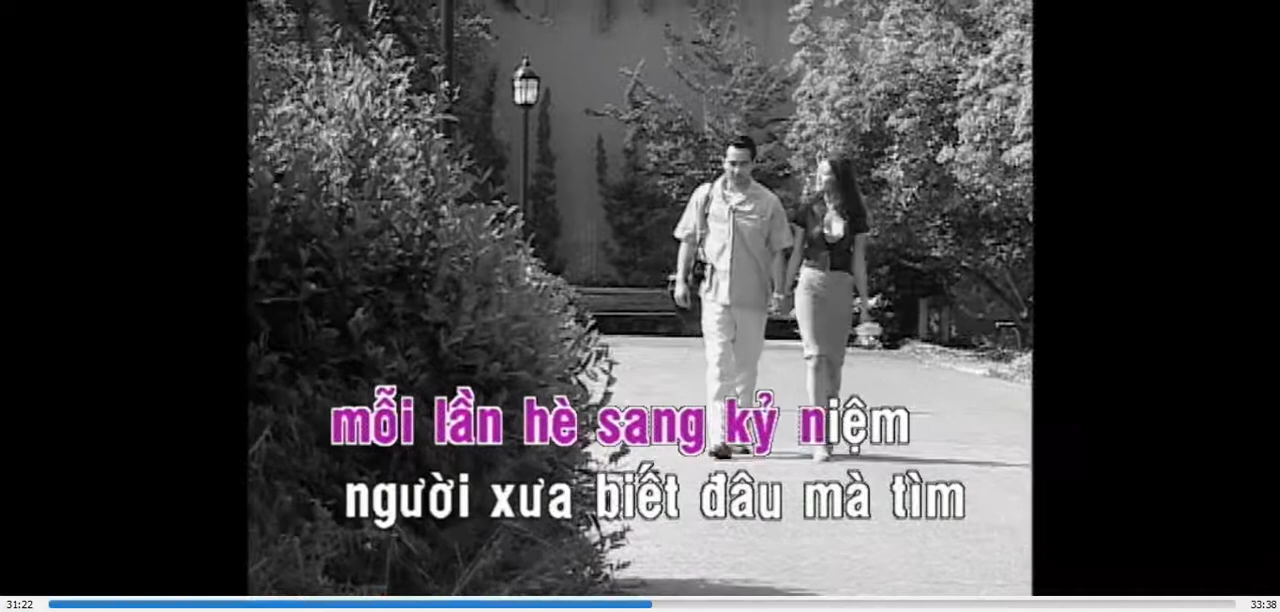 mỗi lần hè sang kỷ niệm
người xưa biết đâu mà tìm
31:22
33:38